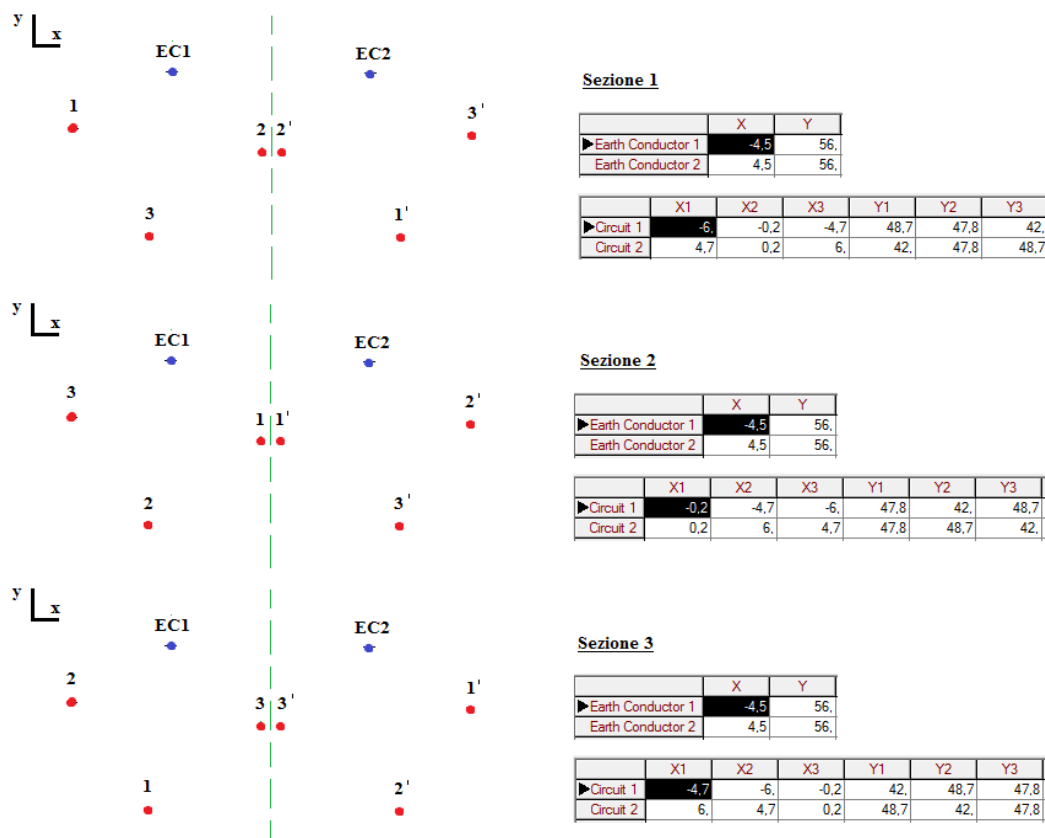 y
x
EC1
EC2
1
2 2'
3'
3
1'
Sezione 1
X Y
Earth Conductor 1 -4,5 56,
Earth Conductor 2 4,5 56,
X1 X2 X3 Y1 Y2 Y3
Circuit 1 -6, -0,2 -4,7 48,7 47,8 42,
Circuit 2 4,7 0,2 6, 42, 47,8 48,7
y
x
EC1
EC2
3
1 1'
2'
2
3'
Sezione 2
X Y
Earth Conductor 1 -4,5 56,
Earth Conductor 2 4,5 56,
X1 X2 X3 Y1 Y2 Y3
Circuit 1 -0,2 -4,7 -6, 47,8 42, 48,7
Circuit 2 0,2 6, 4,7 47,8 48,7 42,
y
x
EC1
EC2
2
3 3'
1'
1
2'
Sezione 3
X Y
Earth Conductor 1 -4,5 56,
Earth Conductor 2 4,5 56,
X1 X2 X3 Y1 Y2 Y3
Circuit 1 -4,7 -6, -0,2 42, 48,7 47,8
Circuit 2 6, 4,7 0,2 48,7 42, 47,8